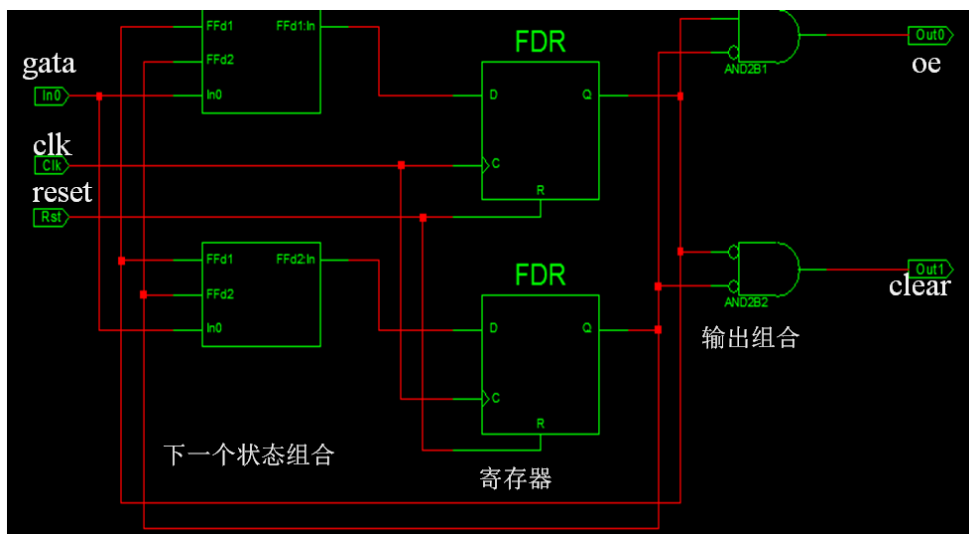 FFd1 FFd1:In
FDR
Out0
FFd2
oe
gata
AND2B1
In0
In0
D Q
clk
Clk
C
reset
R
Rst
FFd1 FFd2:In
FDR
Out1
FFd2
clear
AND2B2
In0
D Q
输出组合
C
R
下一个状态组合
寄存器